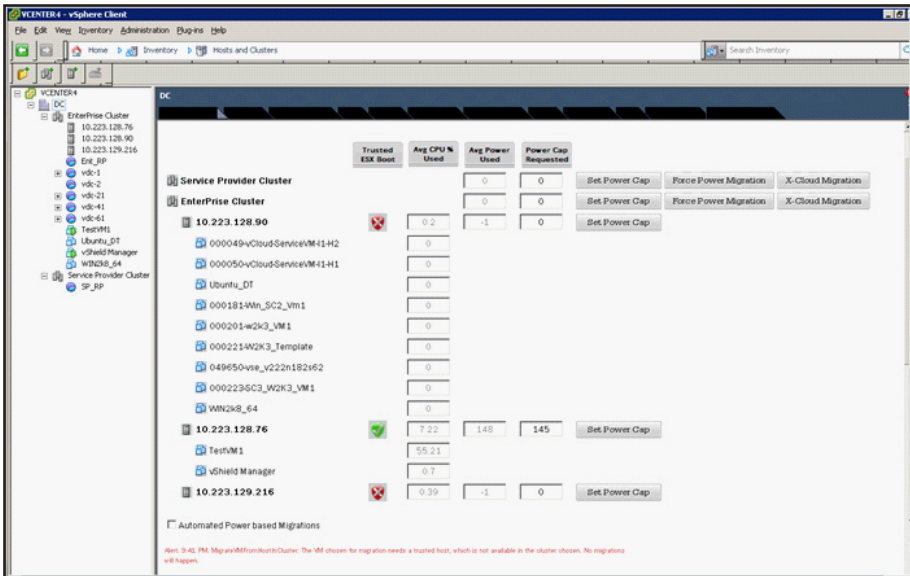 VCENTER4 - vSphere Client
File Edit View Inventory Administration Plug-ins Help
Home Inventory Hosts and Clusters Search Inventory
VCENTER4
DC
EnterPrise Cluster
10.223.128.76
10.223.128.90
10.223.129.216
Ent_RP
vdc-1
vdc-2
vdc-21
vdc-41
vdc-61
TestVM1
Ubuntu_DT
vShield Manager
WIN2k8_64
Service Provider Cluster
SP_RP
DC
Trusted ESX Boot Avg CPU % Used Avg Power Used Power Cap Requested
Service Provider Cluster 0 0 Set Power Cap Force Power Migration X-Cloud Migration
EnterPrise Cluster 0 0 Set Power Cap Force Power Migration X-Cloud Migration
10.223.128.90 0.2 -1 0 Set Power Cap
000049-vCloud-ServiceVM-I1-H2 0
000050-vCloud-ServiceVM-I1-H1 0
Ubuntu_DT 0
000181-Win_SC2_Vm1 0
000201-w2k3_VM1 0
000221-W2K3_Template 0
049650-vse_v222n182s62 0
000223-SC3_W2K3_VM1 0
WIN2k8_64 0
10.223.128.76 7.22 148 145 Set Power Cap
TestVM1 55.21
vShield Manager 0.7
10.223.129.216 0.39 -1 0 Set Power Cap
Automated Power based Migrations
Alert: 9:41 PM, MigrateVMFromHostInCluster: The VM chosen for migration needs a trusted host, which is not available in the cluster chosen. No migrations
will happen.